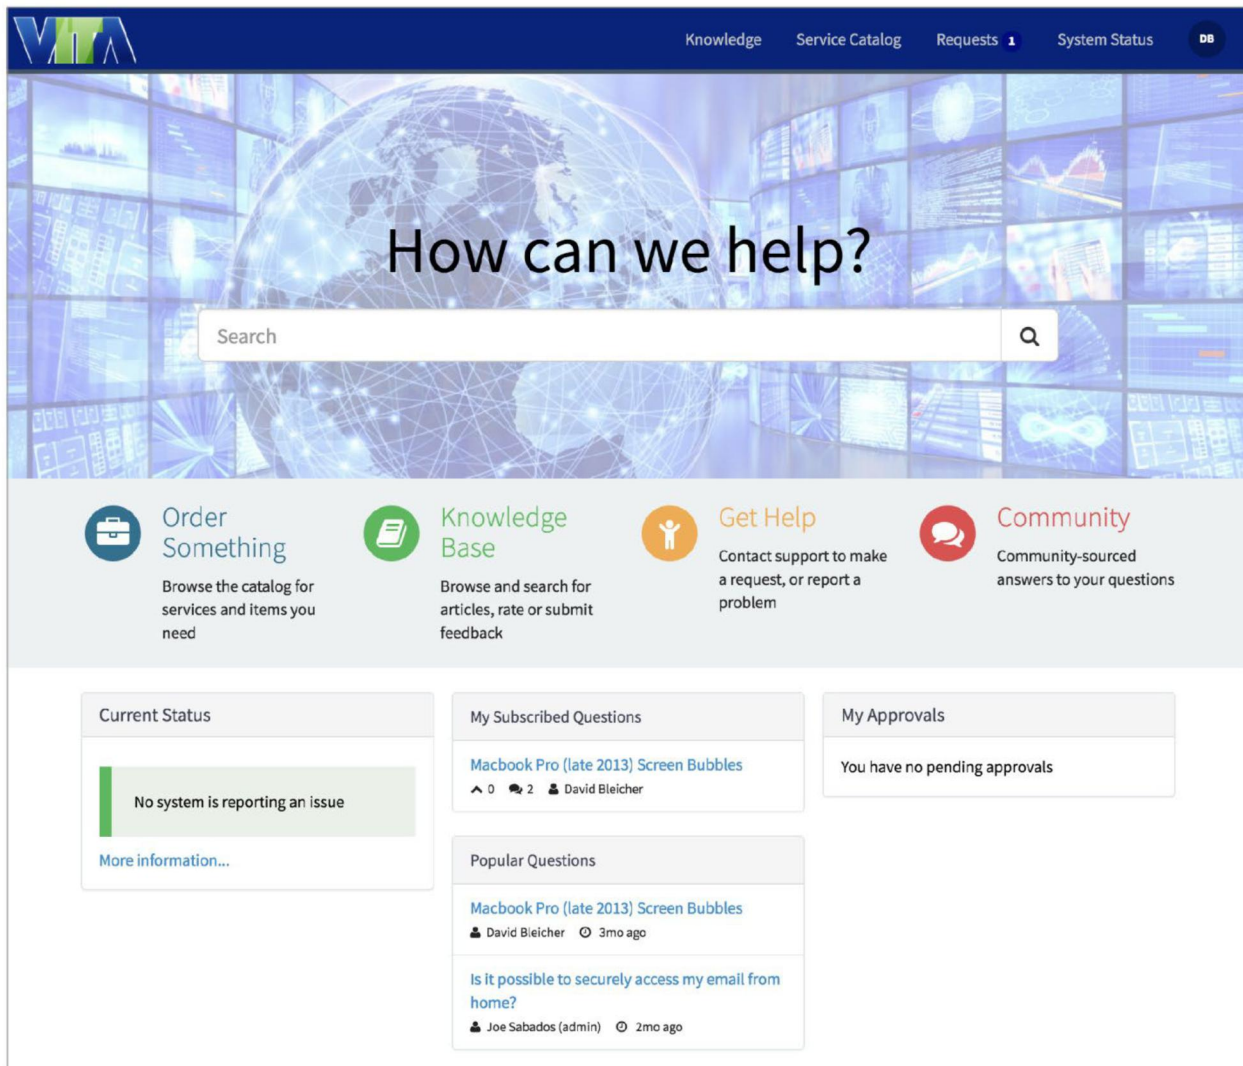 VITA
Knowledge Service Catalog Requests 1 System Status DB
How can we help?
Search
Order
Something
Browse the catalog for
services and items you
need
Knowledge
Base
Browse and search for
articles, rate or submit
feedback
Get Help
Contact support to make
a request, or report a
problem
Community
Community-sourced
answers to your questions
Current Status
No system is reporting an issue
More information...
My Subscribed Questions
Macbook Pro (late 2013) Screen Bubbles
0 2 David Bleicher
Popular Questions
Macbook Pro (late 2013) Screen Bubbles
David Bleicher 3mo ago
Is it possible to securely access my email from
home?
Joe Sabados (admin) 2mo ago
My Approvals
You have no pending approvals